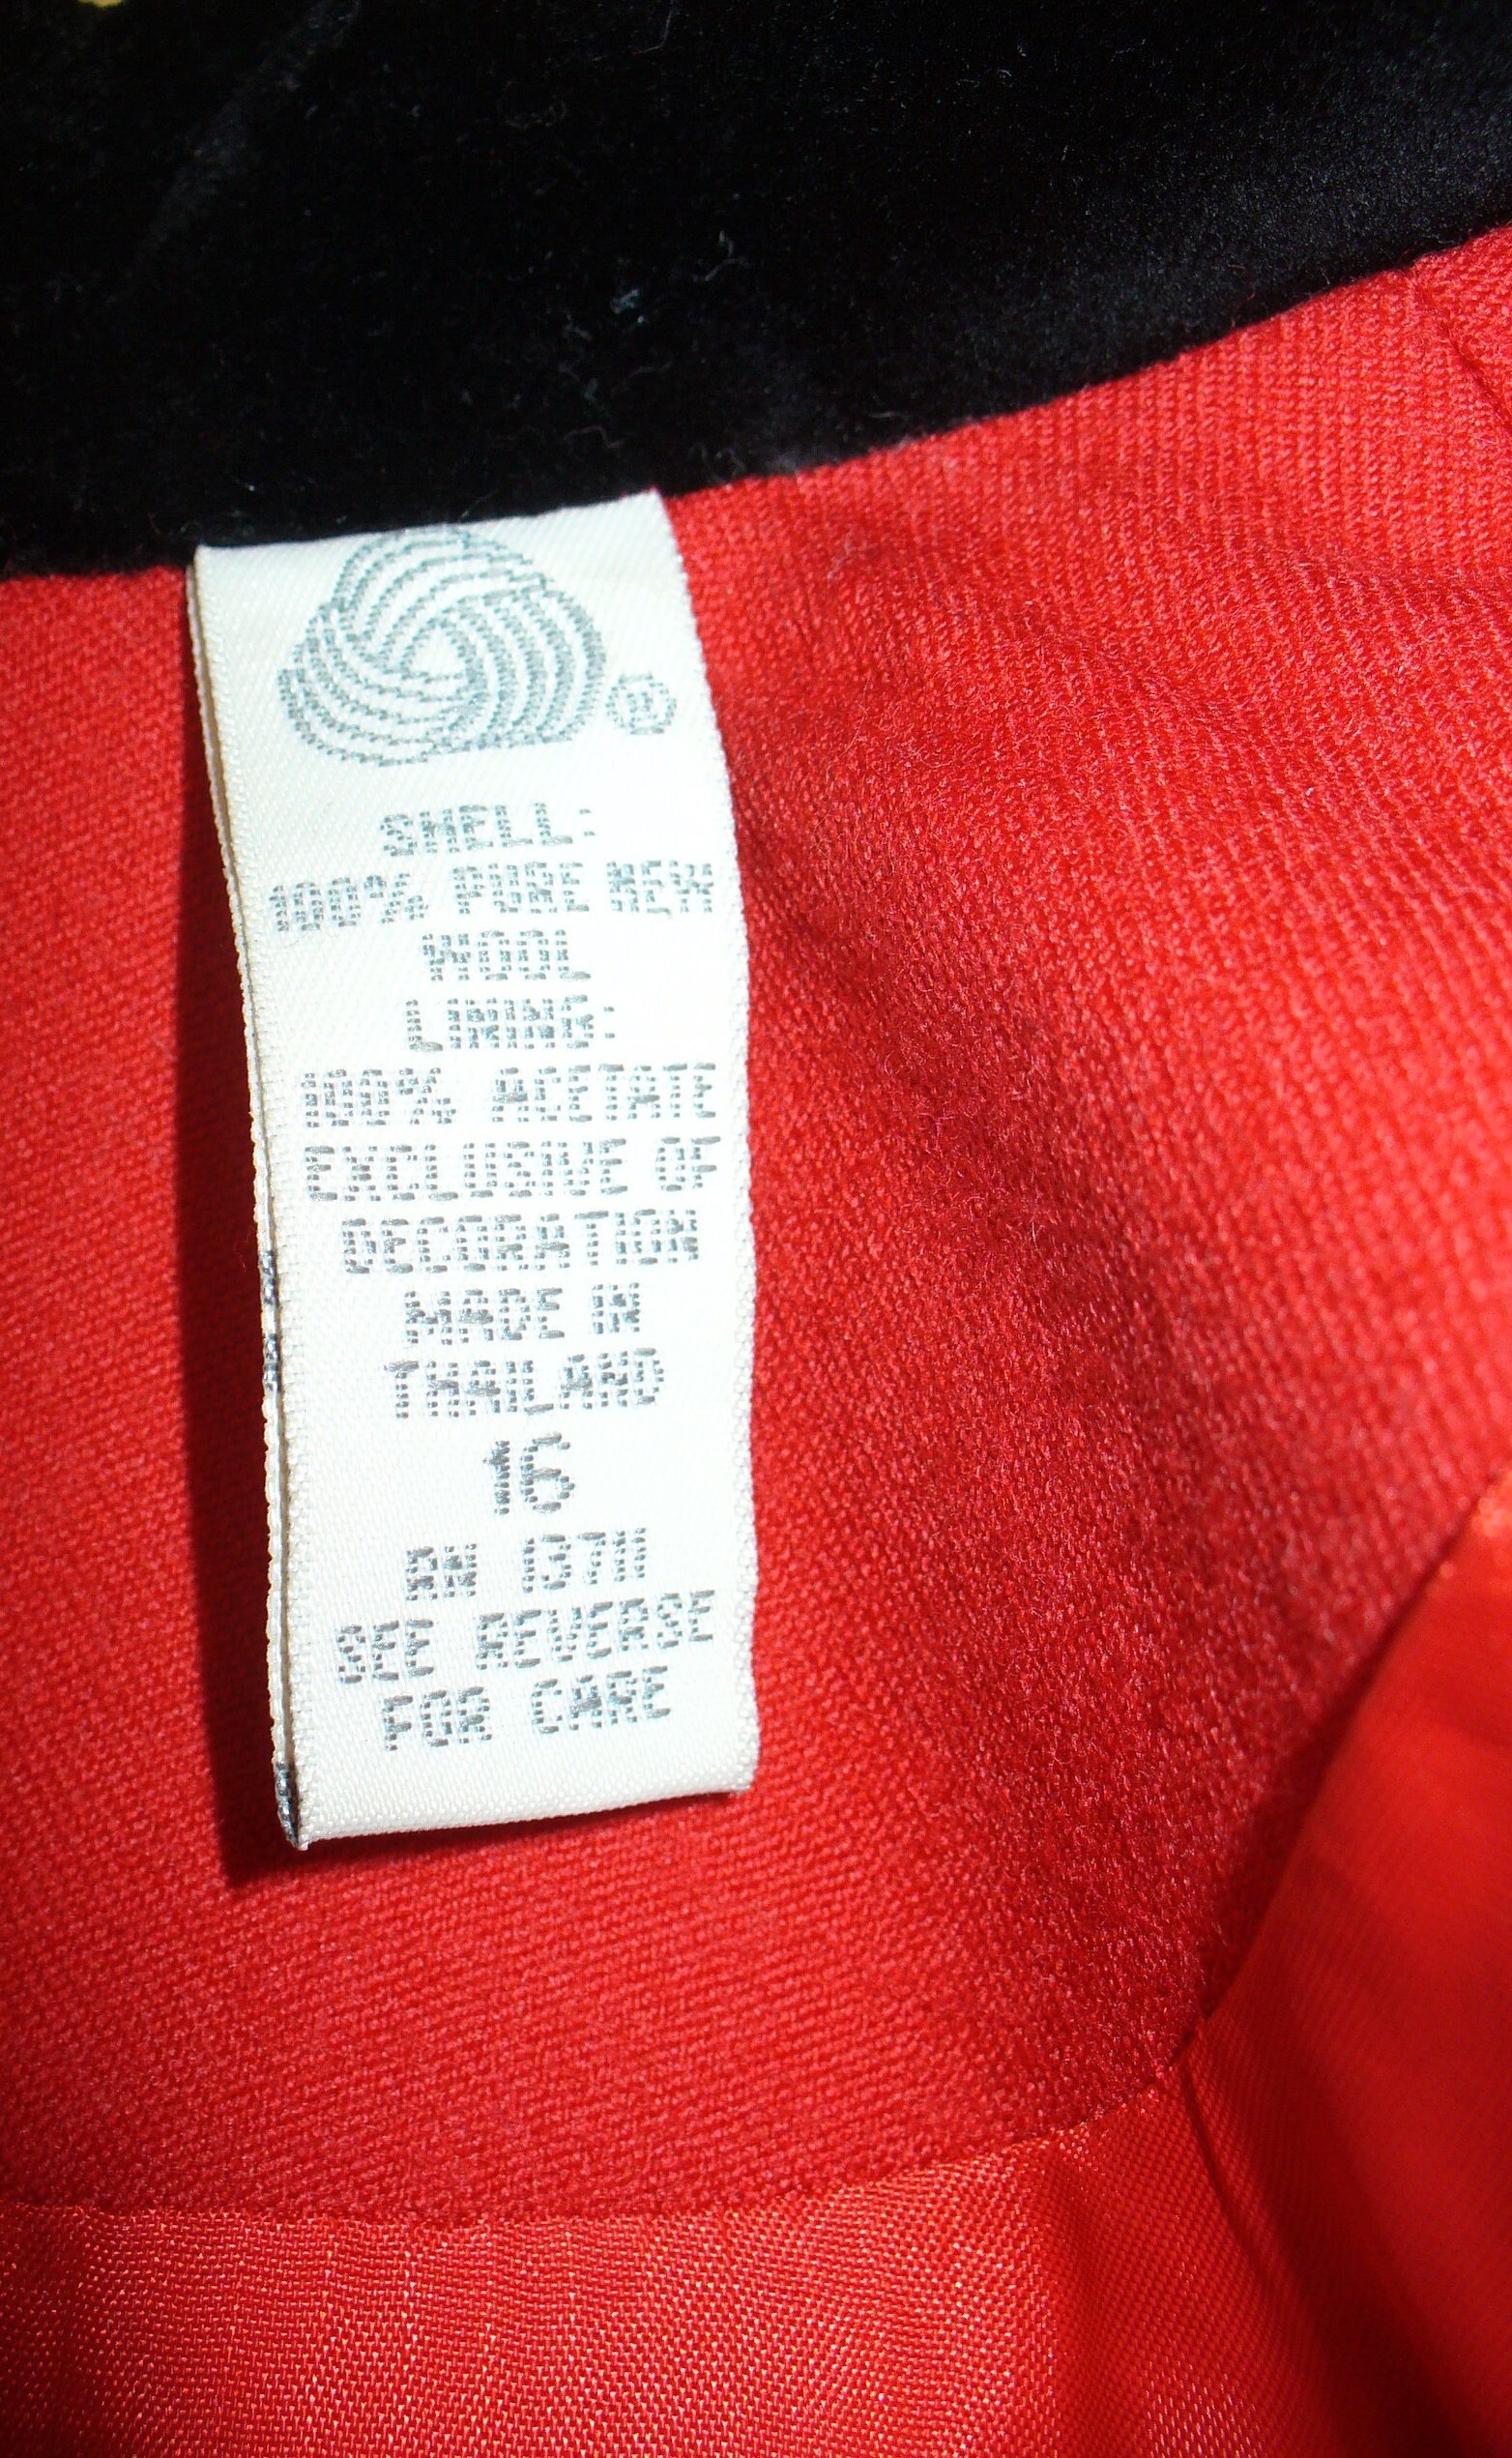 ®
SHELL:
100% PURE NEW
WOOL
LINING:
100% ACETATE
EXCLUSIVE OF
DECORATION
MADE IN
THAILAND
16
RN 13711
SEE REVERSE
FOR CARE